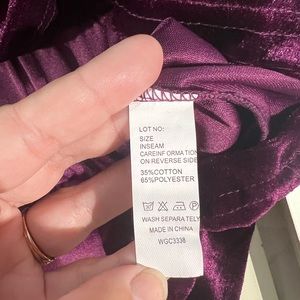 LOT NO:
SIZE
INSEAM
CAREINFORMATION
ON REVERSE SIDE
35%COTTON
65%POLYESTER
WASH SEPARATELY
MADE IN CHINA
WGC3338